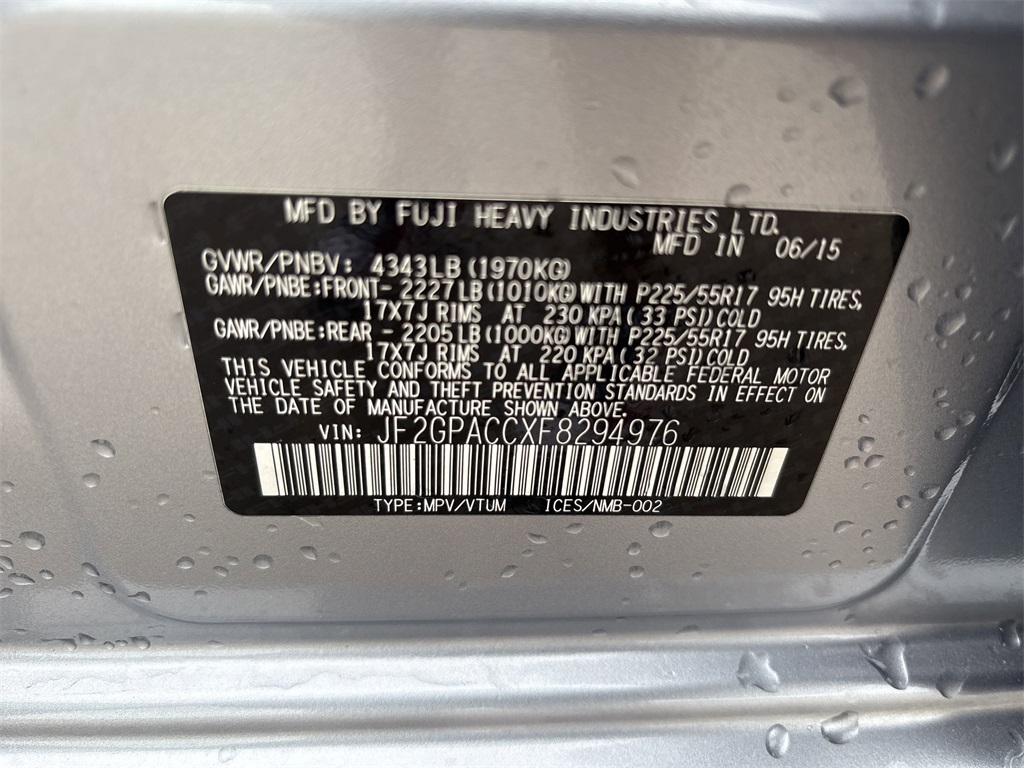 MFD BY FUJI HEAVY INDUSTRIES LTD.
MFD IN 06/15
GVWR/PNBV: 4343LB (1970KG)
GAWR/PNBE:FRONT- 2227LB (1010KG) WITH P225/55R17 95H TIRES,
17X7J RIMS AT 230 KPA ( 33 PSI) COLD
GAWR/PNBE:REAR - 2205LB (1000KG) WITH P225/55R17 95H TIRES,
17X7J RIMS AT 220 KPA ( 32 PSI) COLD
THIS VEHICLE CONFORMS TO ALL APPLICABLE FEDERAL MOTOR
VEHICLE SAFETY AND THEFT PREVENTION STANDARDS IN EFFECT ON
THE DATE OF MANUFACTURE SHOWN ABOVE.
VIN: JF2GPACCXF8294976
TYPE:MPV/VTUM ICES/NMB-002